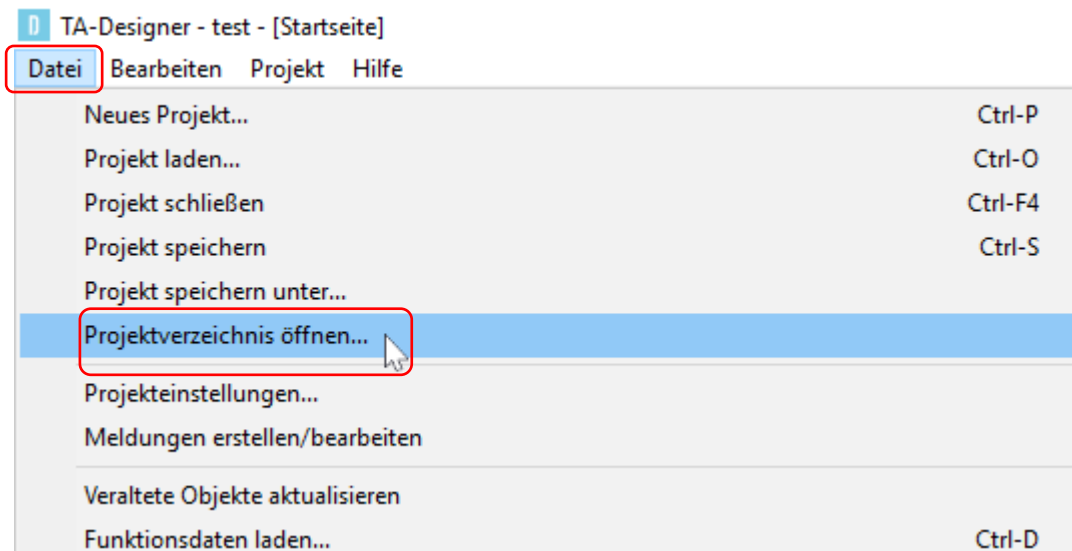 D TA-Designer - test - [Startseite]
Datei Bearbeiten Projekt Hilfe
Neues Projekt... Ctrl-P
Projekt laden... Ctrl-O
Projekt schließen Ctrl-F4
Projekt speichern Ctrl-S
Projekt speichern unter...
Projektverzeichnis öffnen...
Projekteinstellungen...
Meldungen erstellen/bearbeiten
Veraltete Objekte aktualisieren
Funktionsdaten laden... Ctrl-D